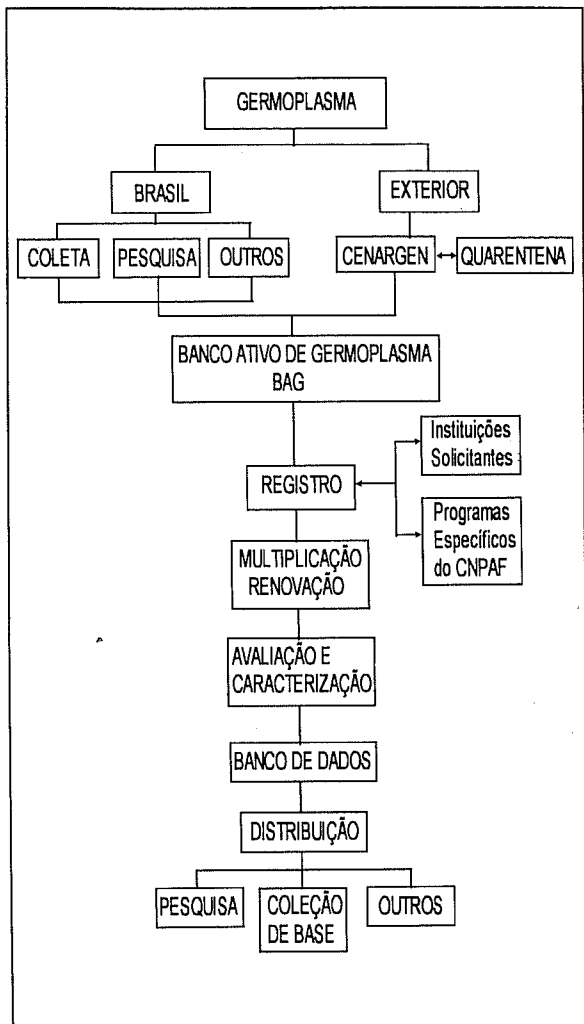 GERMOPLASMA
BRASIL
EXTERIOR
COLETA
PESQUISA
OUTROS
CENARGEN
QUARENTENA
BANCO ATIVO DE GERMOPLASMA
BAG
Instituições
Solicitantes
REGISTRO
Programas
Específicos
do CNPAF
MULTIPLICAÇÃO
RENOVAÇÃO
AVALIAÇÃO E
CARACTERIZAÇÃO
BANCO DE DADOS
DISTRIBUIÇÃO
PESQUISA
COLEÇÃO
DE BASE
OUTROS